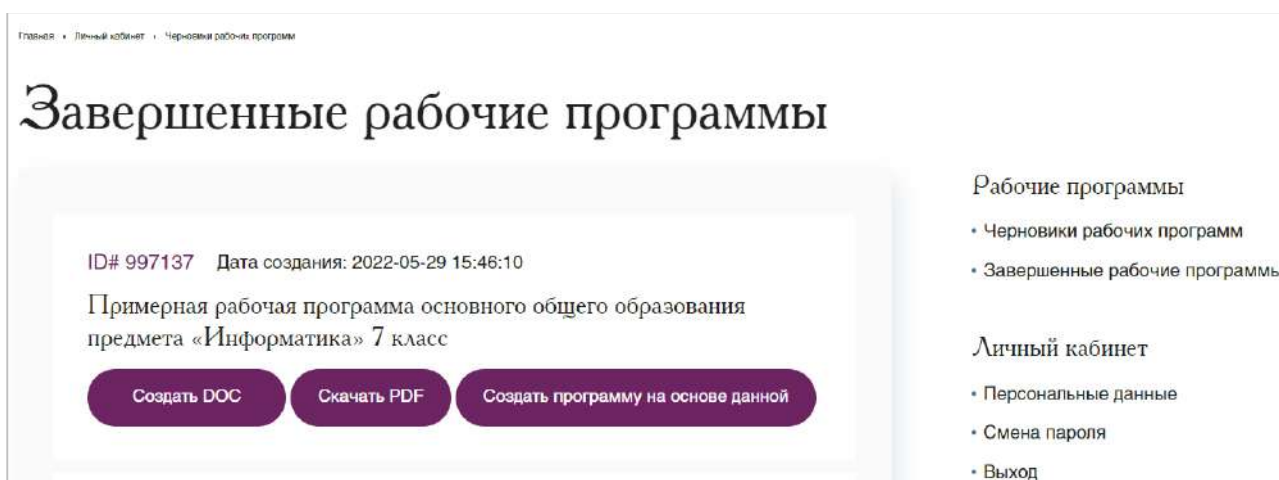 Главная • Личный кабинет • Черновики рабочих программ
Завершенные рабочие программы
ID# 997137 Дата создания: 2022-05-29 15:46:10
Примерная рабочая программа основного общего образования
предмета «Информатика» 7 класс
Создать DOC Скачать PDF Создать программу на основе данной
Рабочие программы
• Черновики рабочих программ
• Завершенные рабочие программы
Личный кабинет
• Персональные данные
• Смена пароля
• Выход